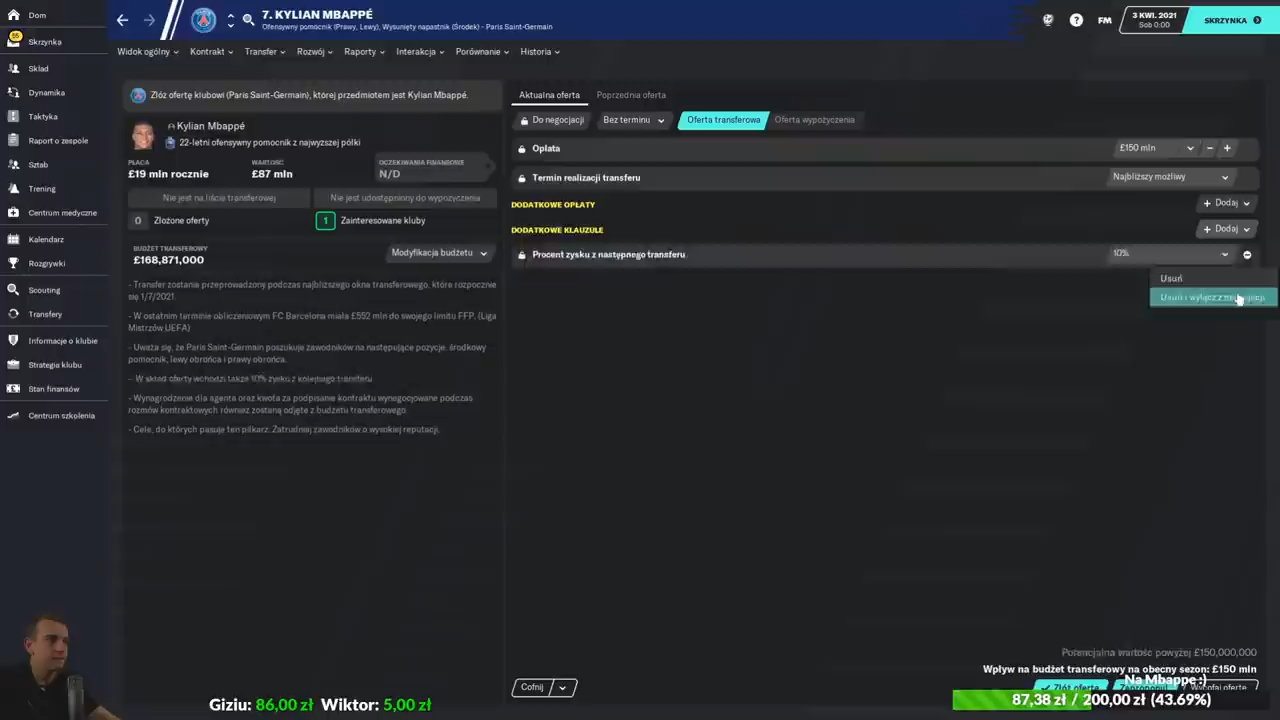 Dom
7. KYLIAN MBAPPÉ
Ofensywny pomocnik (Prawy, Lewy), Wysunięty napastnik (Środek) - Paris Saint-Germain
FM
3 KWI. 2021
Sob 0:00
SKRZYNKA
Skrzynka
Skład
Dynamika
Taktyka
Raport o zespole
Sztab
Trening
Centrum medyczne
Kalendarz
Rozgrywki
Scouting
Transfery
Informacje o klubie
Strategia klubu
Stan finansów
Centrum szkolenia
Widok ogólny
Kontrakt
Transfer
Rozwój
Raporty
Interakcja
Porównanie
Historia
Złóż ofertę klubowi (Paris Saint-Germain), której przedmiotem jest Kylian Mbappé.
Kylian Mbappé
22-letni ofensywny pomocnik z najwyższej półki
PŁACA
£19 mln rocznie
WARTOŚĆ
£87 mln
OCZEKIWANIA FINANSOWE
N/D
Nie jest na liście transferowej
Nie jest udostępniony do wypożyczenia
0 Złożone oferty
1 Zainteresowane kluby
BUDŻET TRANSFEROWY
£168,871,000
Modyfikacja budżetu
- Transfer zostanie przeprowadzony podczas najbliższego okna transferowego, które rozpocznie
się 1/7/2021.
- W ostatnim terminie obliczeniowym FC Barcelona miała £552 mln do swojego limitu FFP. (Liga
Mistrzów UEFA)
- Uważa się, że Paris Saint-Germain poszukuje zawodników na następujące pozycje: środkowy
pomocnik, lewy obrońca i prawy obrońca.
- W skład oferty wchodzi także 10% zysku z kolejnego transferu
- Wynagrodzenie dla agenta oraz kwota za podpisanie kontraktu wynegocjowane podczas
rozmów kontraktowych również zostaną odjęte z budżetu transferowego.
- Cele, do których pasuje ten piłkarz: Zatrudniaj zawodników o wysokiej reputacji.
Aktualna oferta
Poprzednia oferta
Do negocjacji
Bez terminu
Oferta transferowa
Oferta wypożyczenia
Opłata
£150 mln
Termin realizacji transferu
Najbliższy możliwy
DODATKOWE OPŁATY
Dodaj
DODATKOWE KLAUZULE
Dodaj
Procent zysku z następnego transferu
10%
Usuń
Usuń i wyłącz z negocjacji
Potencjalna wartość powyżej £150,000,000
Wpływ na budżet transferowy na obecny sezon: £150 mln
Cofnij
Złóż ofertę
Zaproponuj
Wycofaj ofertę
Na Mbappe :)
87,38 zł / 200,00 zł (43.69%)
Giziu: 86,00 zł Wiktor: 5,00 zł